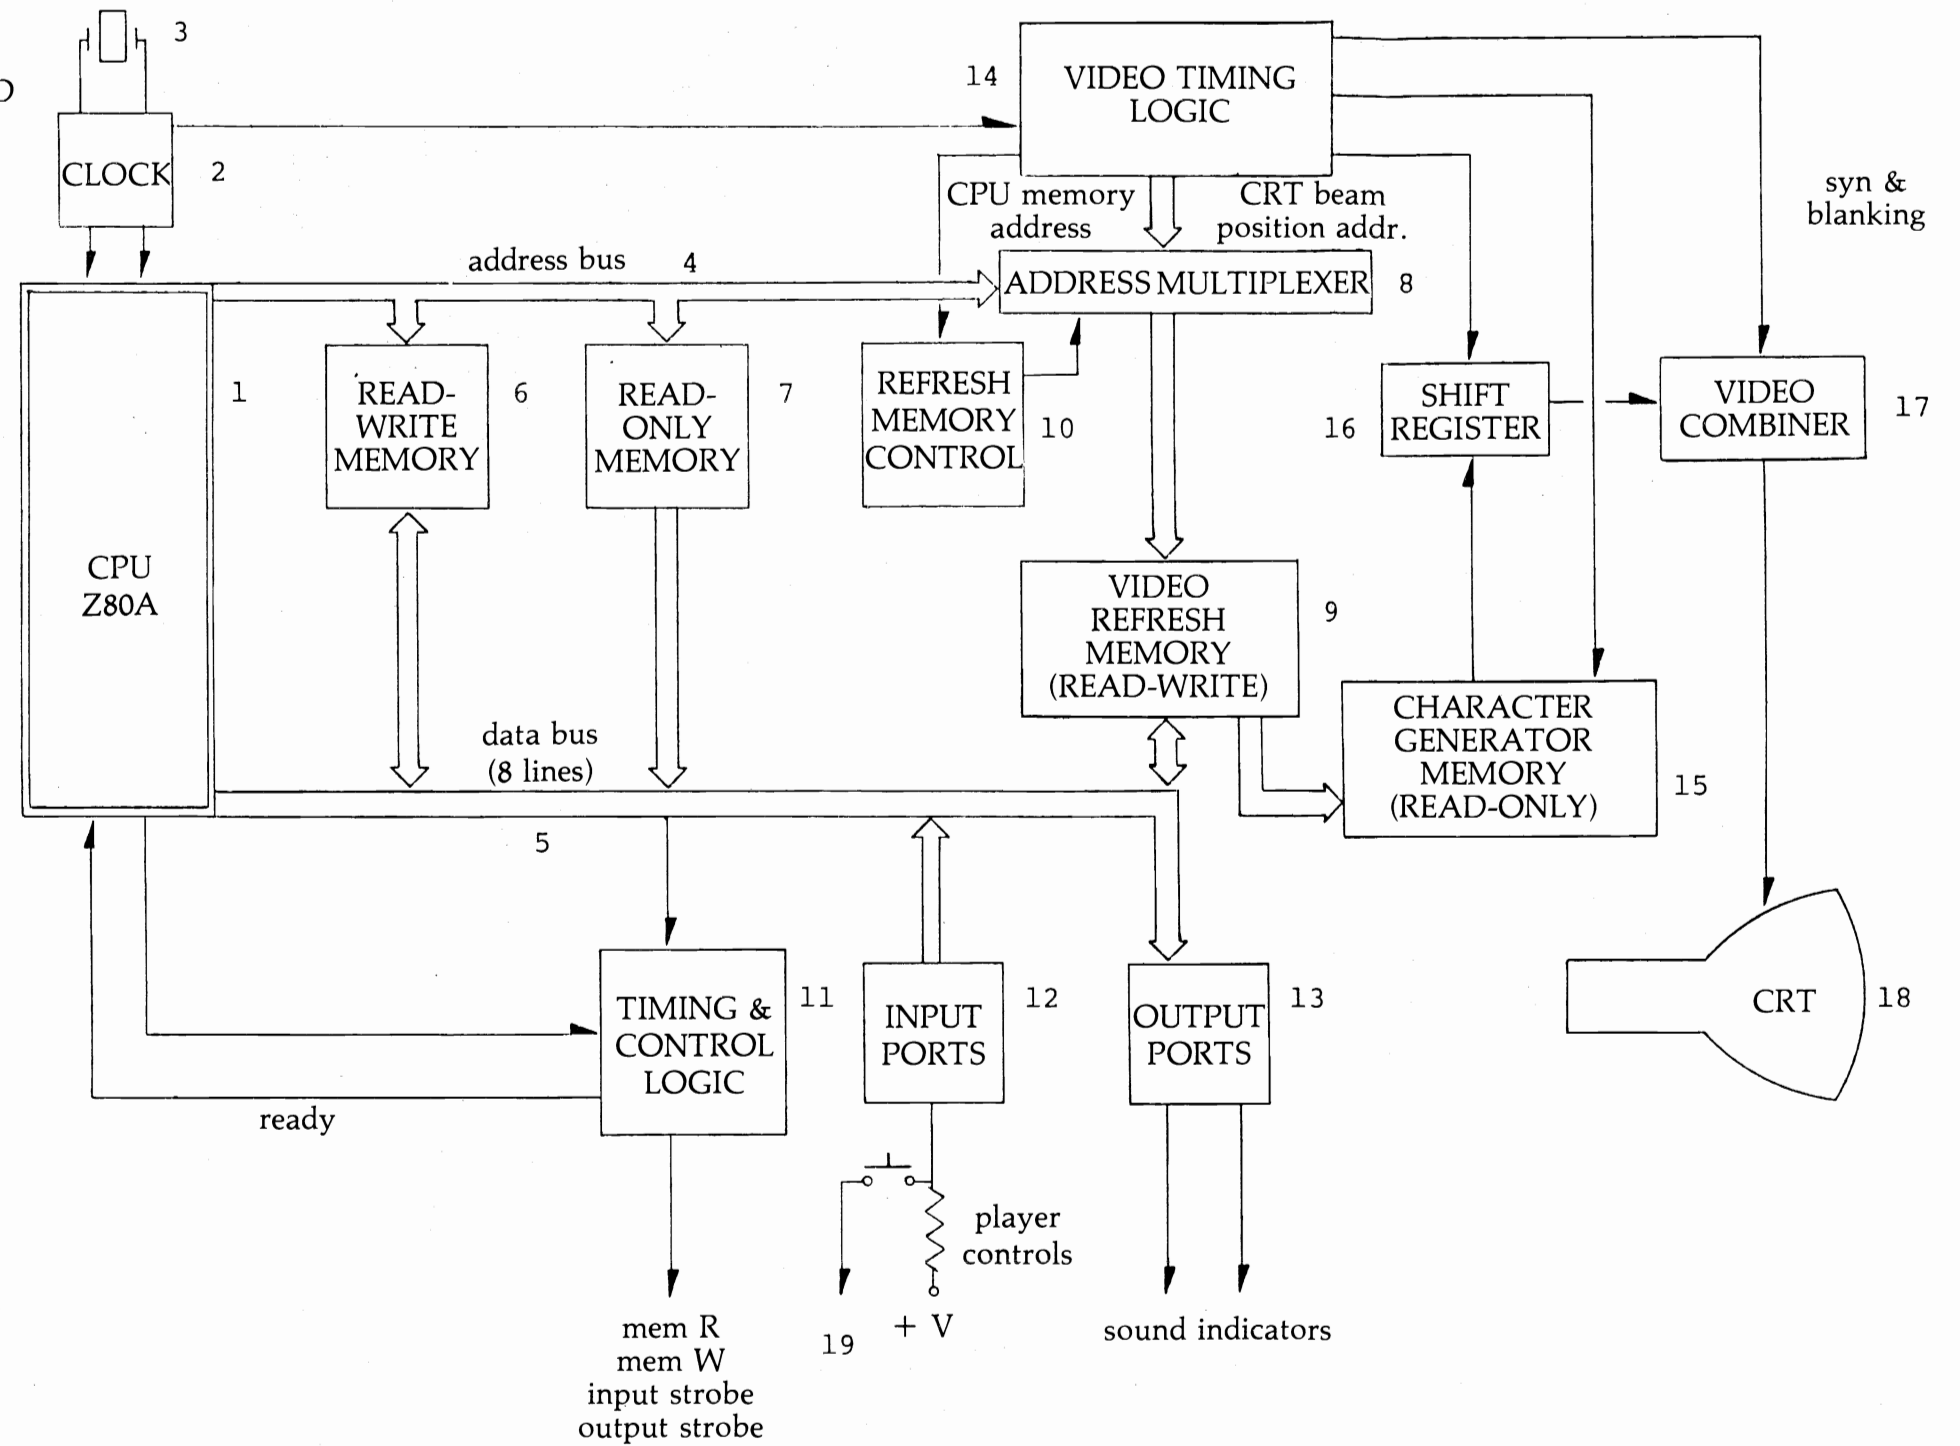 3
CLOCK
2
14
VIDEO TIMING
LOGIC
CPU memory
address
CRT beam
position addr.
syn &
blanking
address bus 4
ADDRESS MULTIPLEXER
8
CPU
Z80A
1
READ-
WRITE
MEMORY
6
READ-
ONLY
MEMORY
7
REFRESH
MEMORY
CONTROL
10
16
SHIFT
REGISTER
VIDEO
COMBINER
17
VIDEO
REFRESH
MEMORY
(READ-WRITE)
9
CHARACTER
GENERATOR
MEMORY
(READ-ONLY)
15
data bus
(8 lines)
5
TIMING &
CONTROL
LOGIC
11
INPUT
PORTS
12
OUTPUT
PORTS
13
CRT
18
ready
player
controls
19
+ V
mem R
mem W
input strobe
output strobe
sound indicators